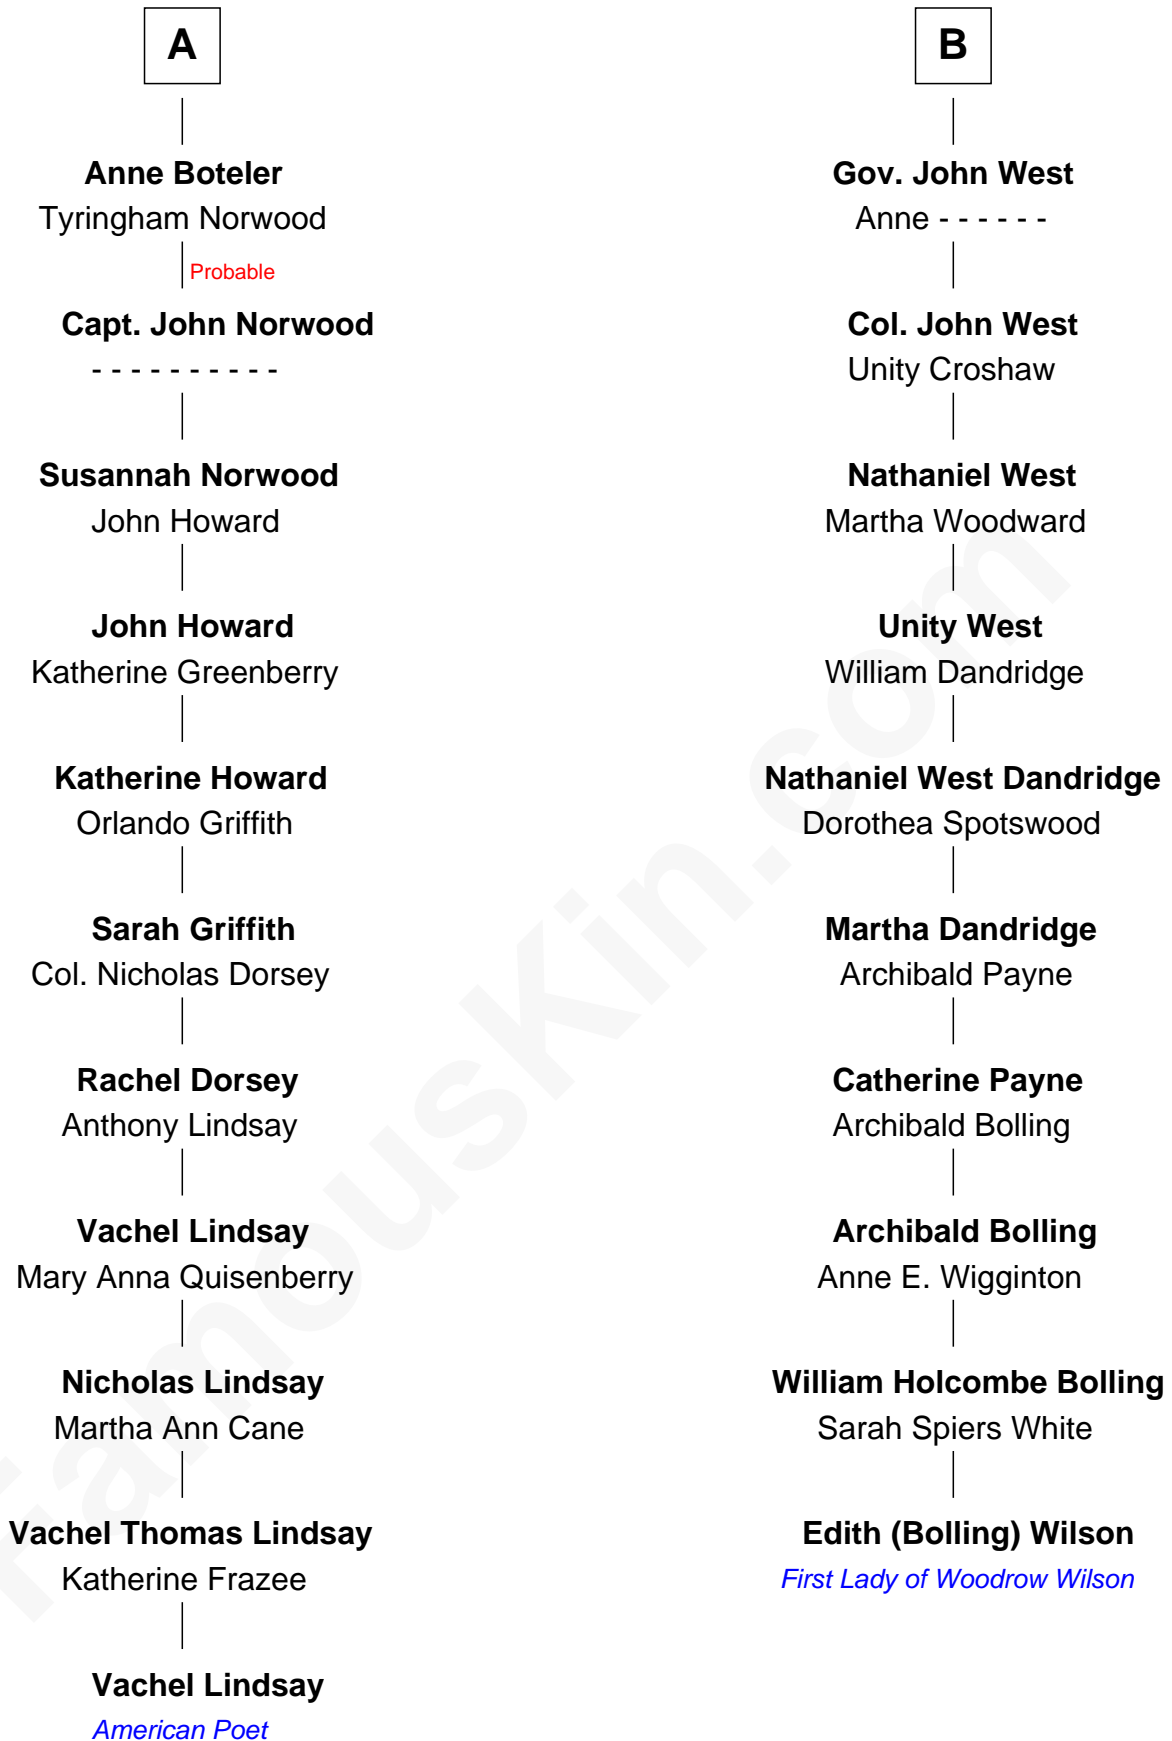 A
Anne Boteler
Tyringham Norwood
Probable
Capt. John Norwood
- - - - - - - - - -
Susannah Norwood
John Howard
John Howard
Katherine Greenberry
Katherine Howard
Orlando Griffith
Sarah Griffith
Col. Nicholas Dorsey
Rachel Dorsey
Anthony Lindsay
Vachel Lindsay
Mary Anna Quisenberry
Nicholas Lindsay
Martha Ann Cane
Vachel Thomas Lindsay
Katherine Frazee
Vachel Lindsay
American Poet
B
Gov. John West
Anne - - - - - -
Col. John West
Unity Croshaw
Nathaniel West
Martha Woodward
Unity West
William Dandridge
Nathaniel West Dandridge
Dorothea Spotswood
Martha Dandridge
Archibald Payne
Catherine Payne
Archibald Bolling
Archibald Bolling
Anne E. Wigginton
William Holcombe Bolling
Sarah Spiers White
Edith (Bolling) Wilson
First Lady of Woodrow Wilson
FamousKin.com